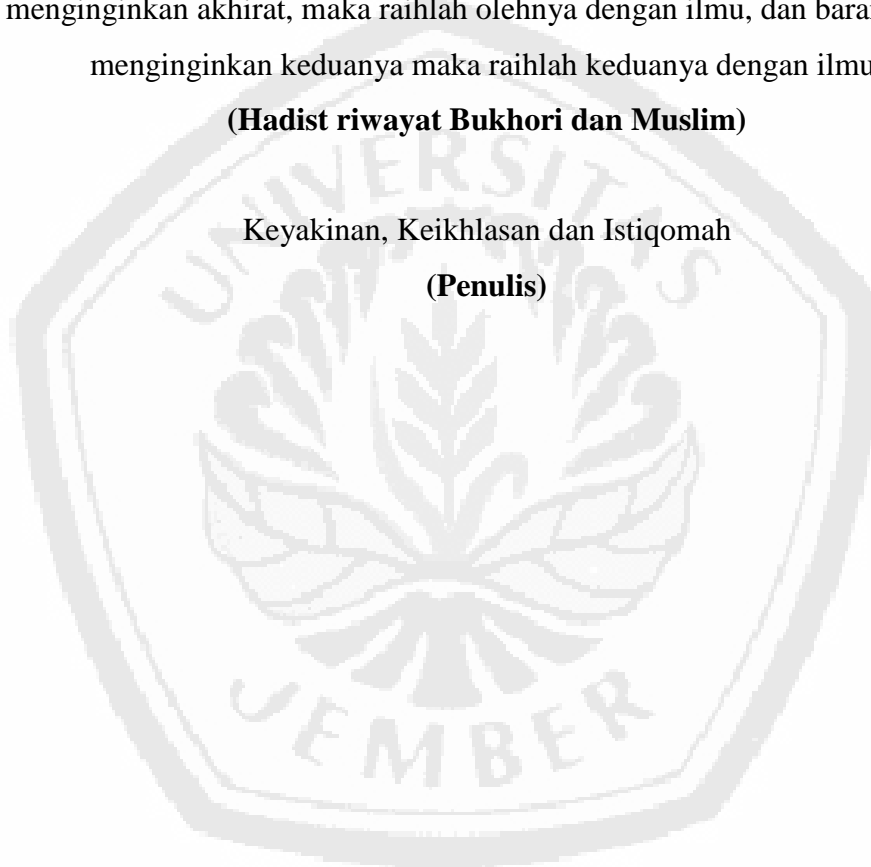 menginginkan akhirat, maka raihlah olehnya dengan ilmu, dan
menginginkan keduanya maka raihlah keduanya dengan ilmu
(Hadist riwayat Bukhori dan Muslim)
Keyakinan, Keikhlasan dan Istiqomah
(Penulis)
UNIVERSITAS
JEMBER